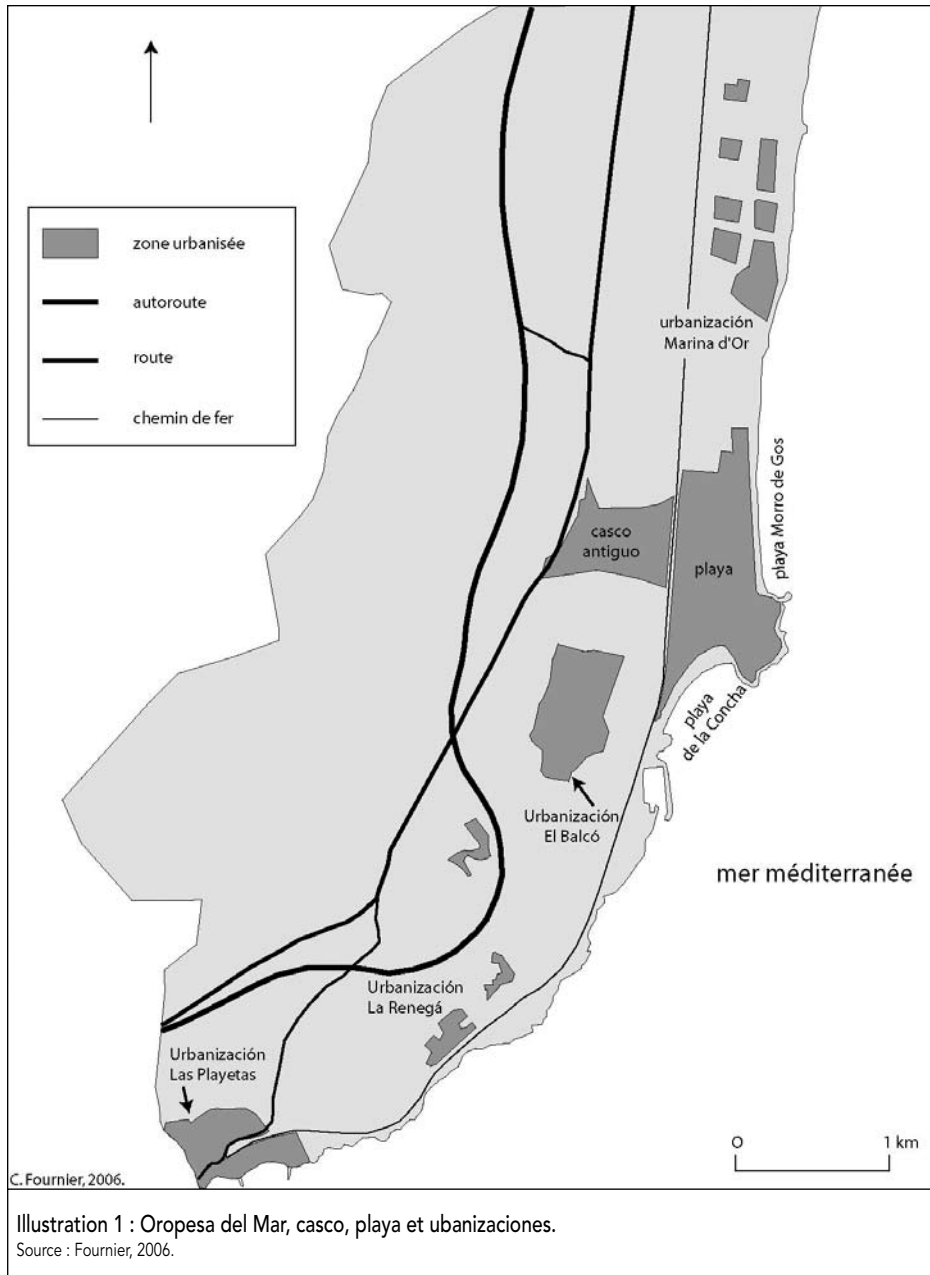 zone urbanisée
autoroute
route
chemin de fer
urbanización
Marina d'Or
casco
antiguo
playa
playa Morro de Gos
playa
de la Concha
Urbanización
El Balcó
mer méditerranée
Urbanización
La Renegá
Urbanización
Las Playetas
O
1 km
C. Fournier, 2006.
Illustration 1 : Oropesa del Mar, casco, playa et ubanizaciones.
Source : Fournier, 2006.